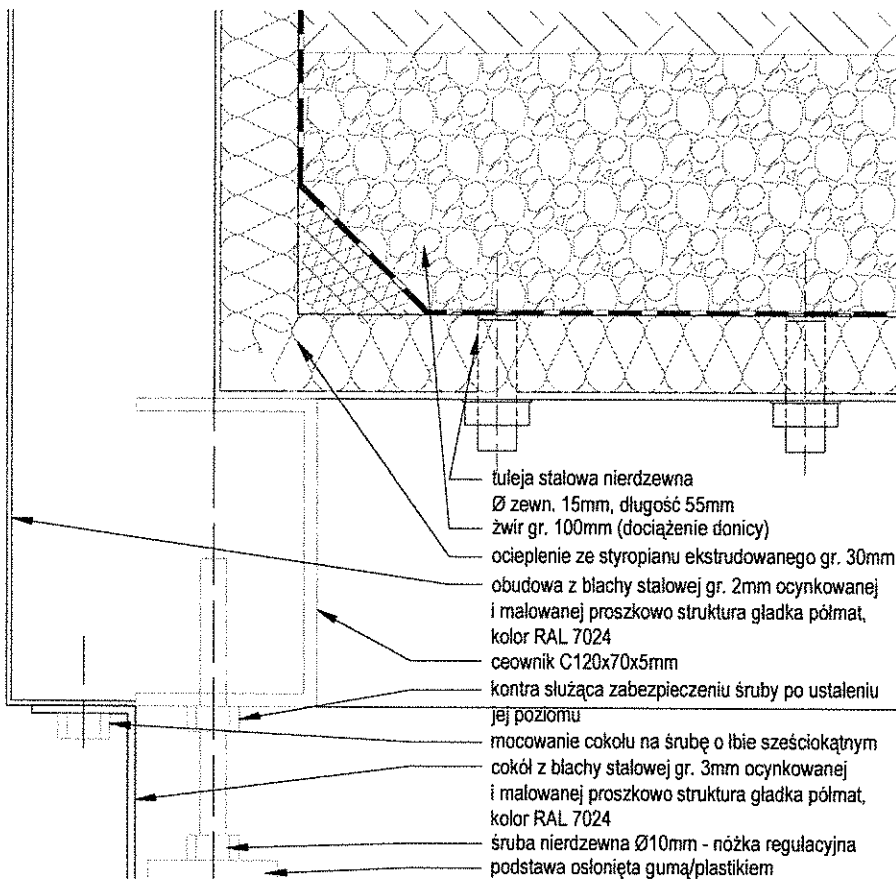 tuleja stalowa nierdzewna
Ø zewn. 15mm, długość 55mm
żwir gr. 100mm (dociążenie donicy)
ocieplenie ze styropianu ekstrudowanego gr. 30mm
obudowa z blachy stalowej gr. 2mm ocynkowanej
i malowanej proszkowo struktura gładka półmat,
kolor RAL 7024
ceownik C120x70x5mm
kontra służąca zabezpieczeniu śruby po ustaleniu
jej poziomu
mocowanie cokołu na śrubę o łbie sześciokątnym
cokół z blachy stalowej gr. 3mm ocynkowanej
i malowanej proszkowo struktura gładka półmat,
kolor RAL 7024
śruba nierdzewna Ø10mm - nóżka regulacyjna
podstawa osłonięta gumą/plastikiem